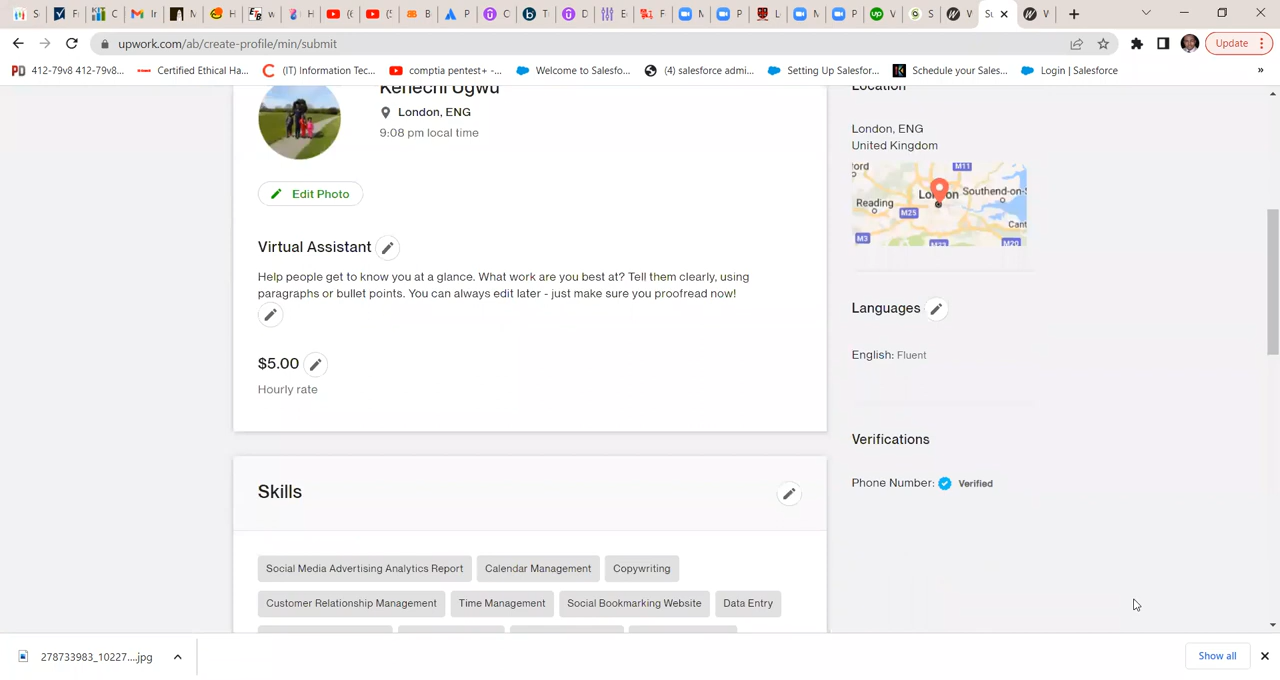 Update
upwork.com/ab/create-profile/min/submit
412-79v8 412-79v8...
Certified Ethical Ha...
(IT) Information Tec...
comptia pentest+ -...
Welcome to Salesfo...
(4) salesforce admi...
Setting Up Salesfor...
Schedule your Sales...
Login | Salesforce
»
Kenechi Ugwu
London, ENG
9:08 pm local time
Edit Photo
Virtual Assistant
Help people get to know you at a glance. What work are you best at? Tell them clearly, using
paragraphs or bullet points. You can always edit later - just make sure you proofread now!
$5.00
Hourly rate
Skills
Social Media Advertising Analytics Report
Calendar Management
Copywriting
Customer Relationship Management
Time Management
Social Bookmarking Website
Data Entry
Location
London, ENG
United Kingdom
M11
London
Southend-on-
Reading
M25
M3
M20
Languages
English: Fluent
Verifications
Phone Number: Verified
278733983_10227....jpg
Show all